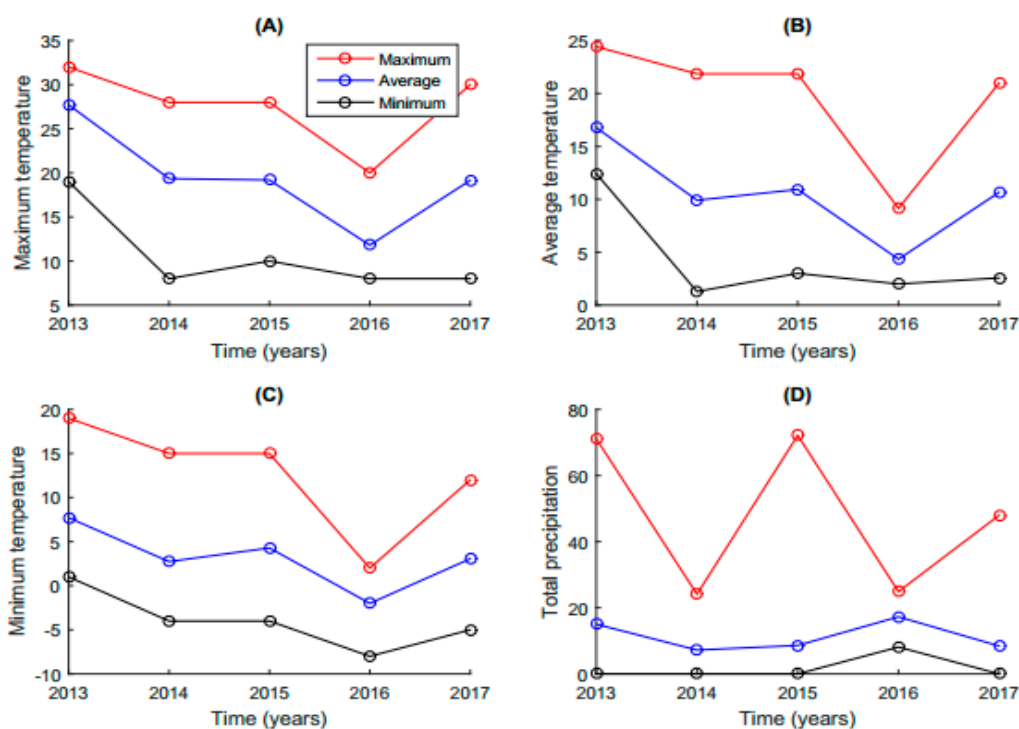 (A)
Maximum temperature
35
30
25
20
15
10
5
2013 2014 2015 2016 2017
Time (years)
Maximum
Average
Minimum
(B)
Average temperature
25
20
15
10
5
0
2013 2014 2015 2016 2017
Time (years)
(C)
Minimum temperature
20
15
10
5
0
-5
-10
2013 2014 2015 2016 2017
Time (years)
(D)
Total precipitation
80
60
40
20
0
2013 2014 2015 2016 2017
Time (years)